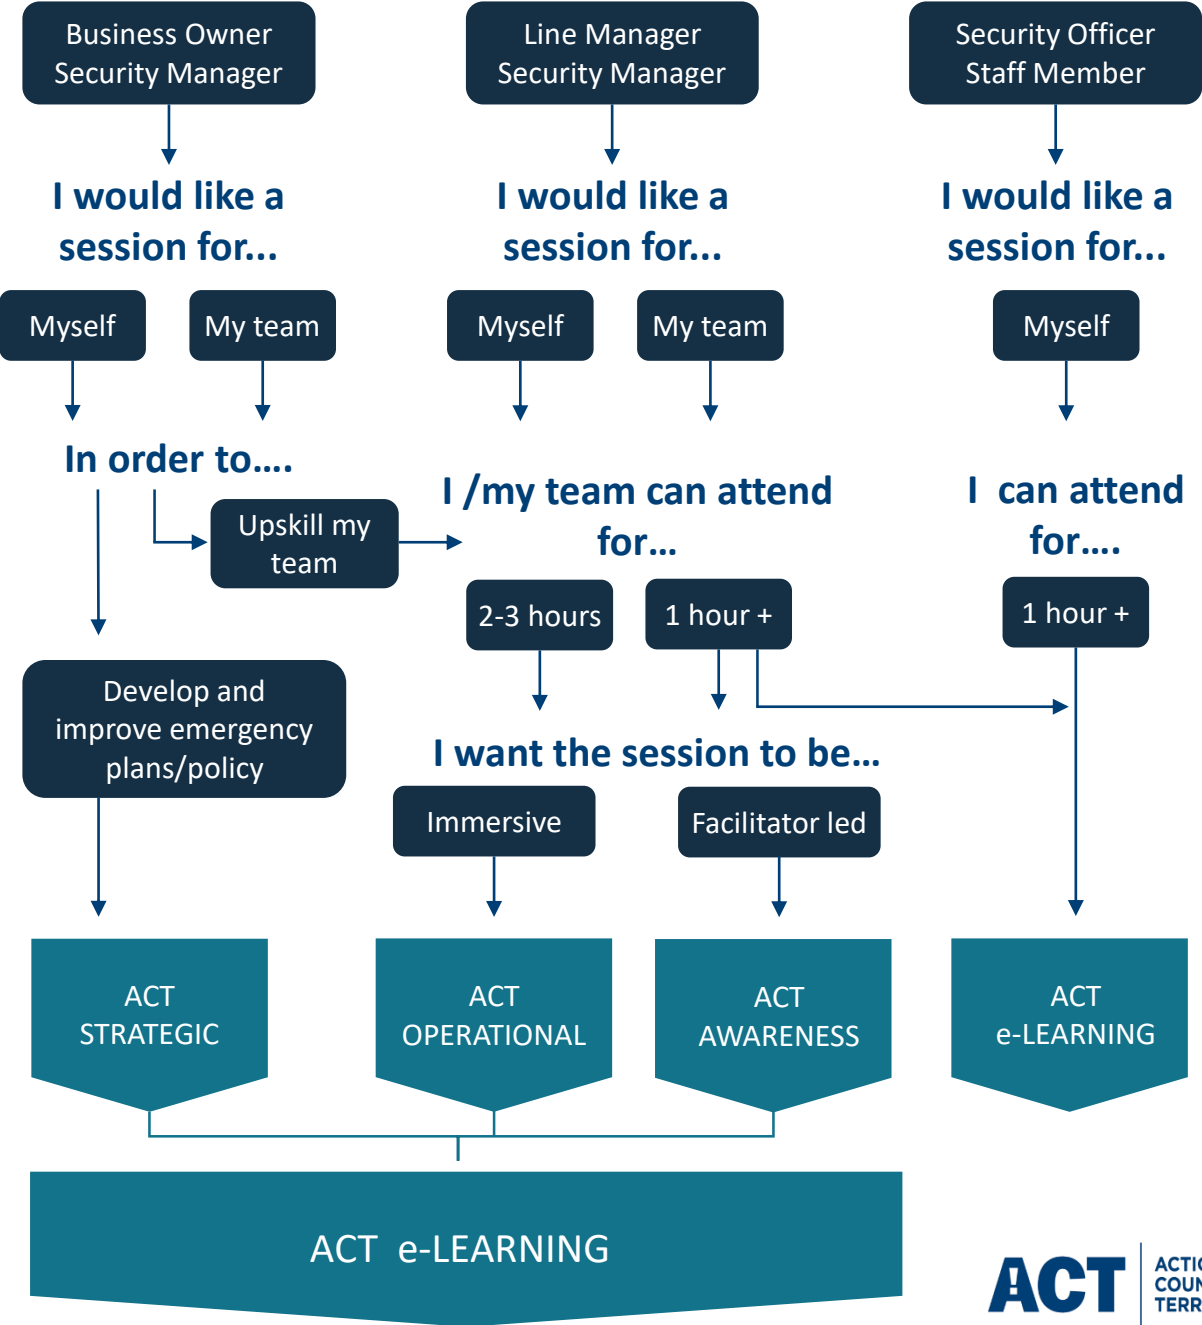 Business Owner
Security Manager
Line Manager
Security Manager
Security Officer
Staff Member
I would like a
session for...
I would like a
session for...
I would like a
session for...
Myself
My team
Myself
My team
Myself
In order to....
Upskill my
team
I /my team can attend
for...
I can attend
for....
2-3 hours
1 hour +
1 hour +
Develop and
improve emergency
plans/policy
I want the session to be...
Immersive
Facilitator led
ACT
STRATEGIC
ACT
OPERATIONAL
ACT
AWARENESS
ACT
e-LEARNING
ACT e-LEARNING
ACT